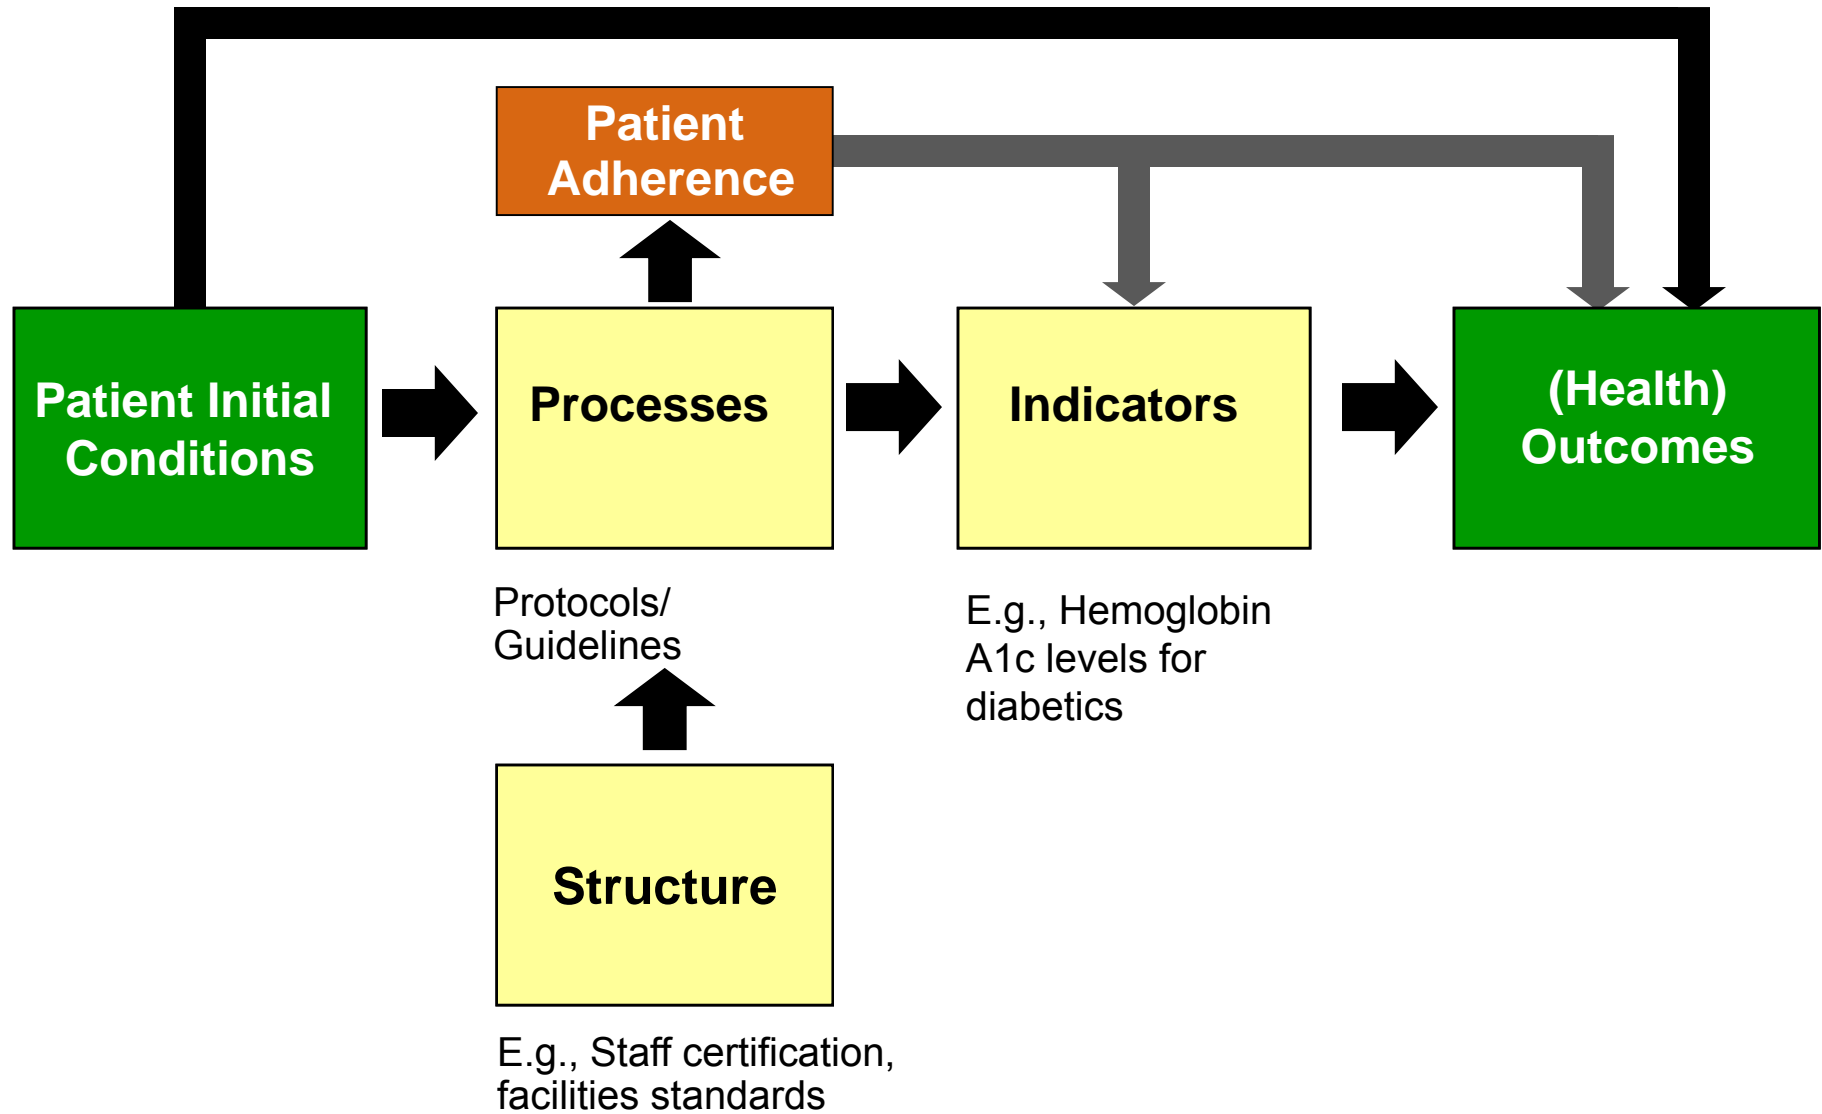 Patient
Adherence
Patient Initial
Conditions
Processes
Indicators
(Health)
Outcomes
Protocols/
Guidelines
E.g., Hemoglobin
A1c levels for
diabetics
Structure
E.g., Staff certification,
facilities standards